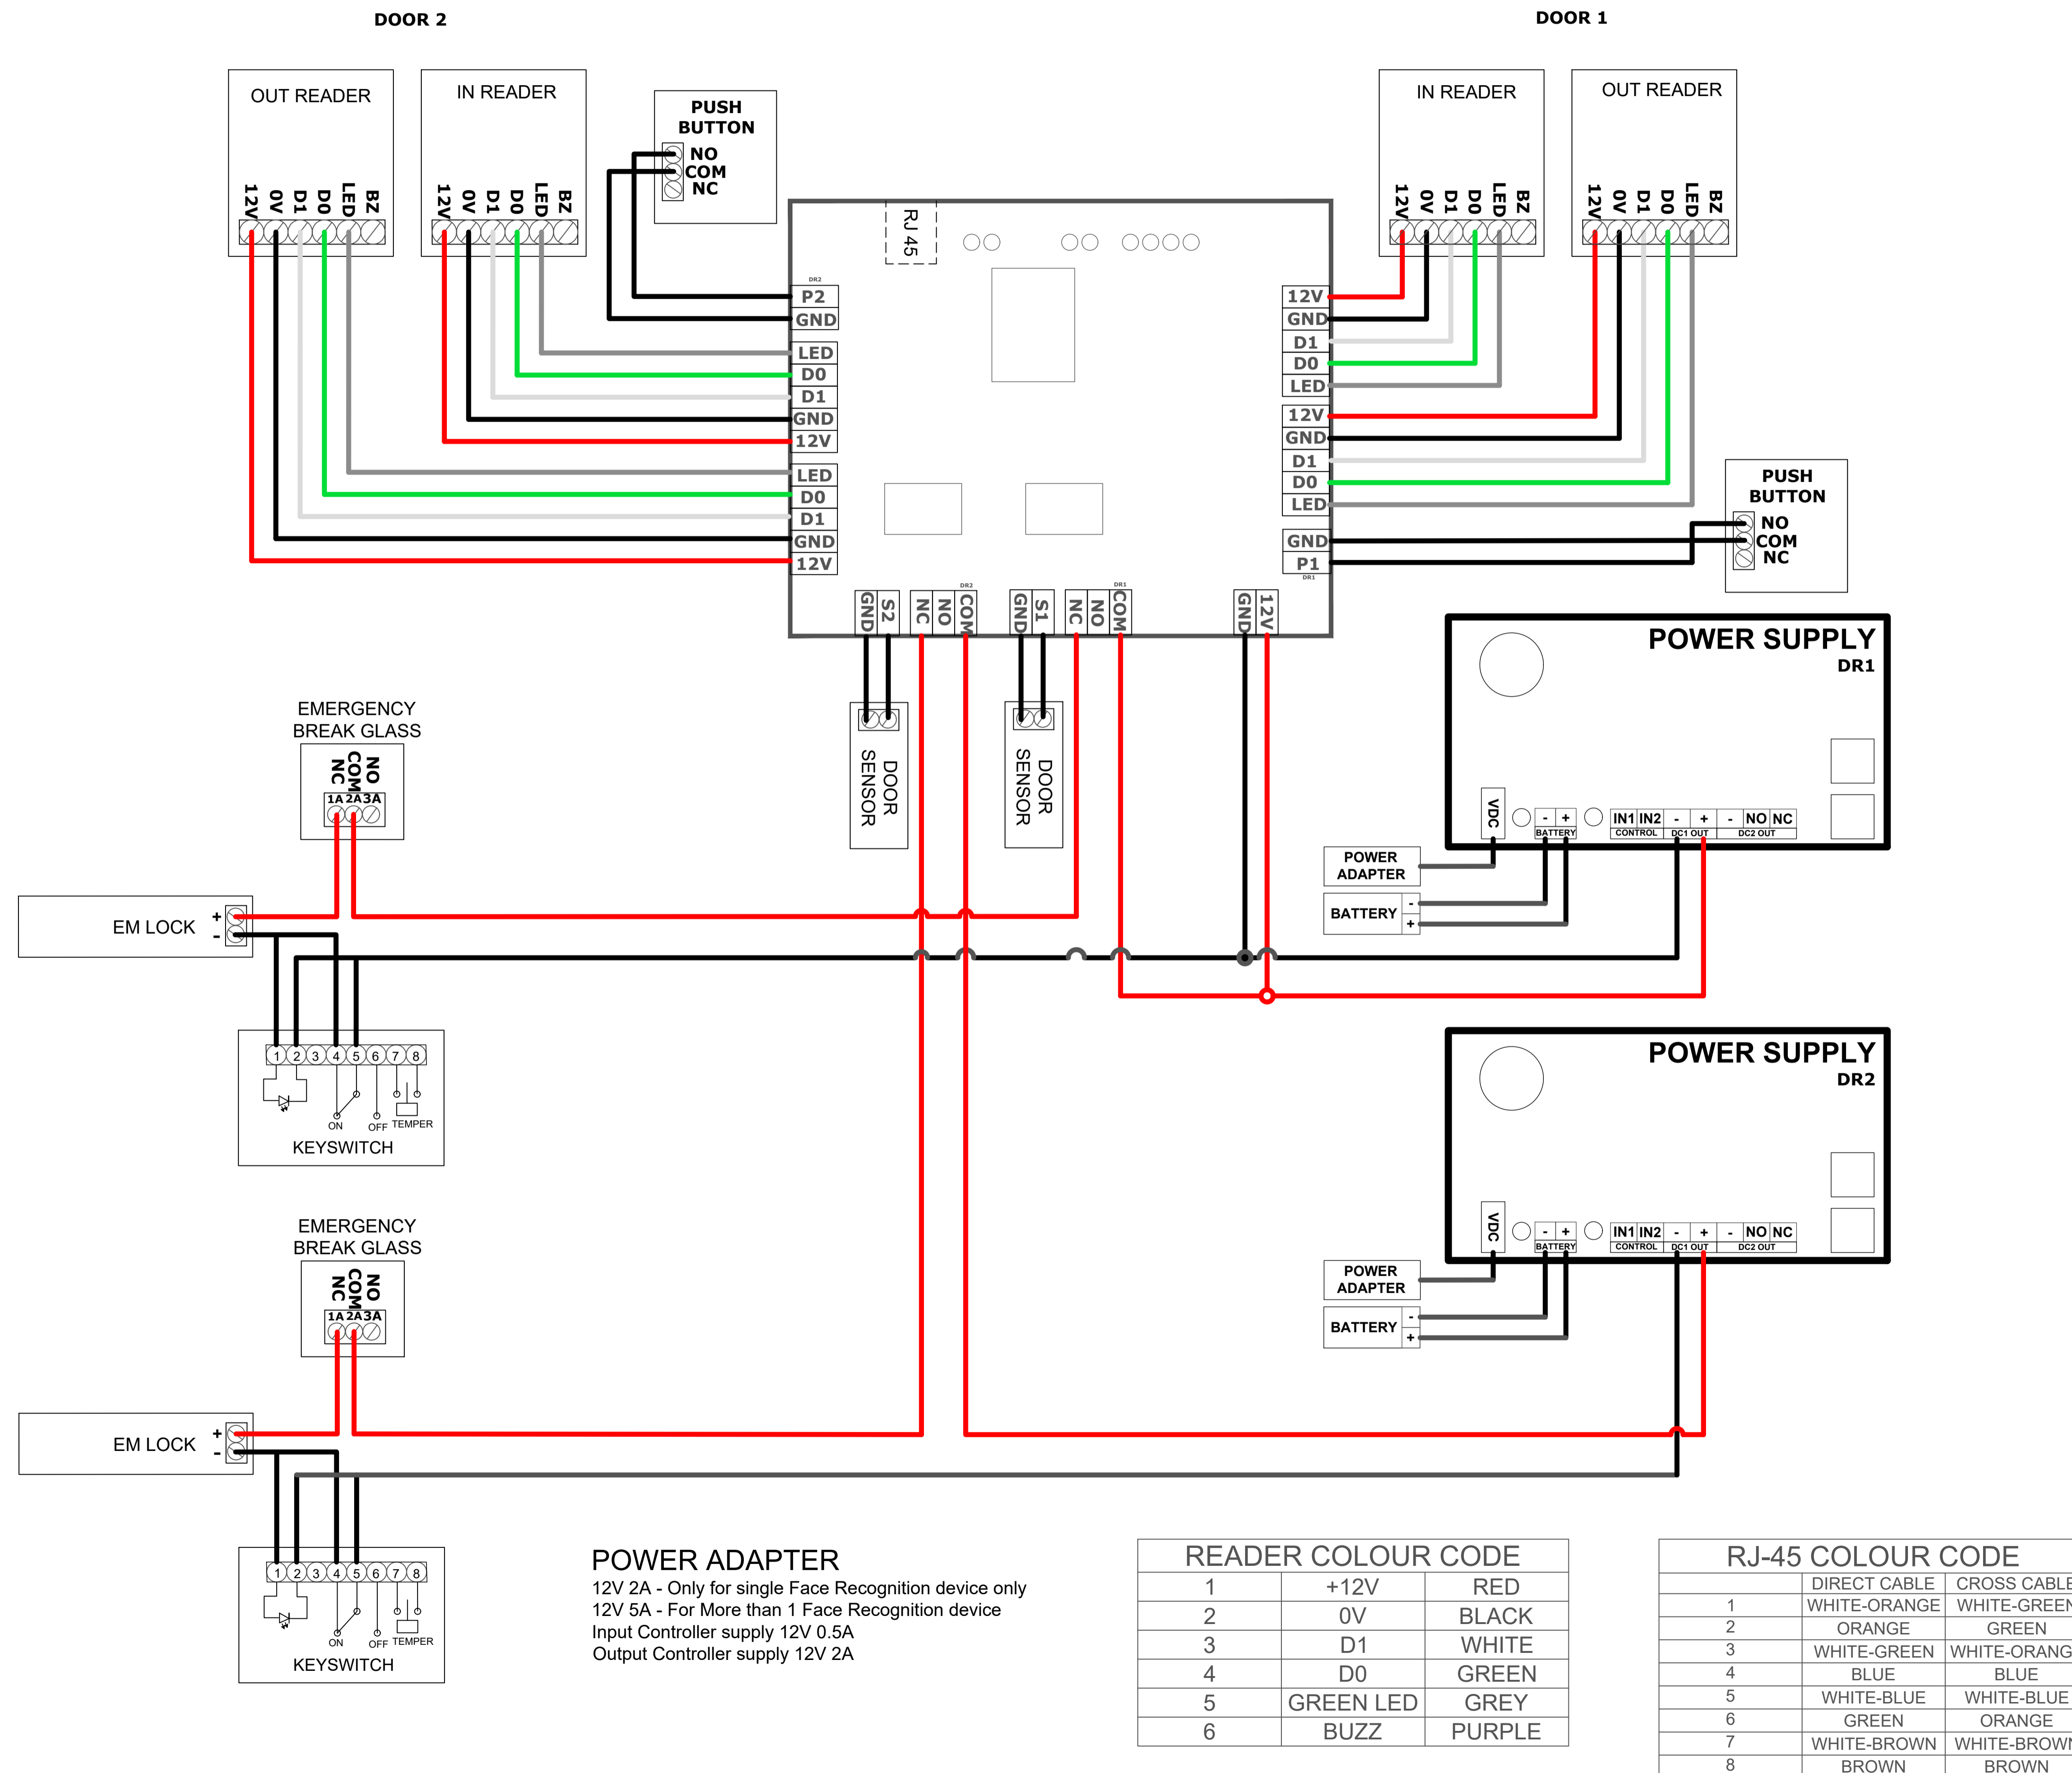 DOOR 2
DOOR 1
OUT READER
12V 0V D1 D0 LED BZ
IN READER
12V 0V D1 D0 LED BZ
PUSH
BUTTON
NO
COM
NC
IN READER
12V 0V D1 D0 LED BZ
OUT READER
12V 0V D1 D0 LED BZ
RJ 45
DR2
P2
GND
LED
D0
D1
GND
12V
LED
D0
D1
GND
12V
12V
GND
D1
D0
LED
12V
GND
D1
D0
LED
GND
P1
DR1
PUSH
BUTTON
NO
COM
NC
DR2
DR1
GND S2 NC NO COM GND S1 NC NO COM GND 12V
DOOR
SENSOR
DOOR
SENSOR
POWER SUPPLY
DR1
VDC
- +
BATTERY
IN1 IN2 - + - NO NC
CONTROL DC1 OUT DC2 OUT
POWER
ADAPTER
BATTERY
-
+
EMERGENCY
BREAK GLASS
NC COM NO
1A 2A 3A
EM LOCK
+
-
1 2 3 4 5 6 7 8
ON OFF TEMPER
KEYSWITCH
POWER SUPPLY
DR2
VDC
- +
BATTERY
IN1 IN2 - + - NO NC
CONTROL DC1 OUT DC2 OUT
POWER
ADAPTER
BATTERY
-
+
EMERGENCY
BREAK GLASS
NC COM NO
1A 2A 3A
EM LOCK
+
-
1 2 3 4 5 6 7 8
ON OFF TEMPER
KEYSWITCH
POWER ADAPTER
12V 2A - Only for single Face Recognition device only
12V 5A - For More than 1 Face Recognition device
Input Controller supply 12V 0.5A
Output Controller supply 12V 2A
READER COLOUR CODE
1 +12V RED
2 0V BLACK
3 D1 WHITE
4 D0 GREEN
5 GREEN LED GREY
6 BUZZ PURPLE
RJ-45 COLOUR CODE
DIRECT CABLE CROSS CABLE
1 WHITE-ORANGE WHITE-GREEN
2 ORANGE GREEN
3 WHITE-GREEN WHITE-ORANG
4 BLUE BLUE
5 WHITE-BLUE WHITE-BLUE
6 GREEN ORANGE
7 WHITE-BROWN WHITE-BROWN
8 BROWN BROWN